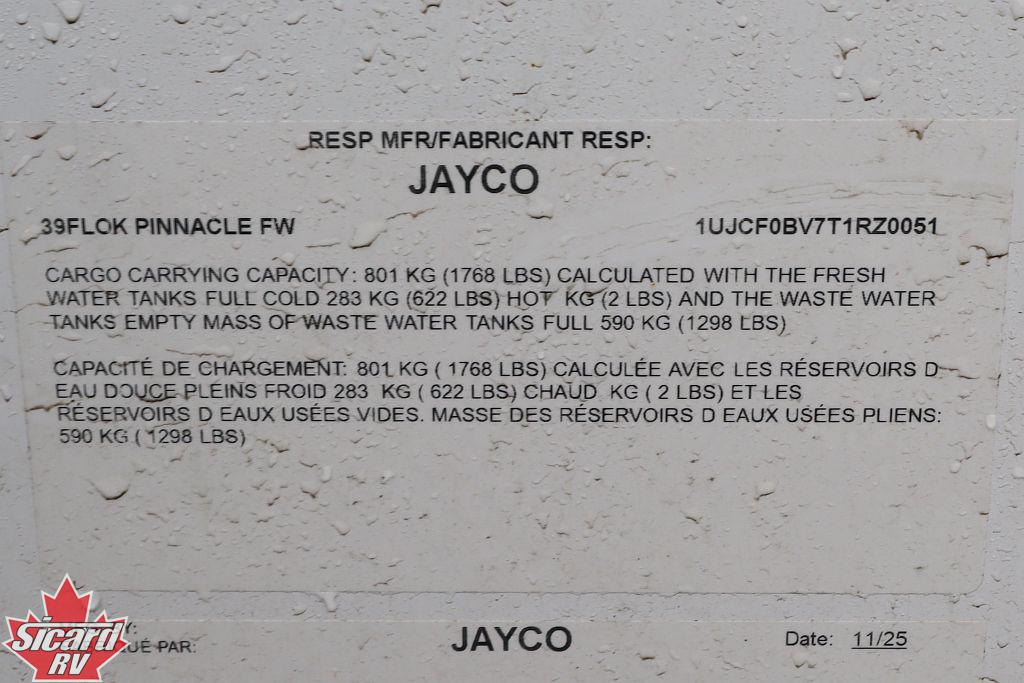 RESP MFR/FABRICANT RESP:
JAYCO
39FLOK PINNACLE FW 1UJCF0BV7T1RZ0051
CARGO CARRYING CAPACITY: 801 KG (1768 LBS) CALCULATED WITH THE FRESH
WATER TANKS FULL COLD 283 KG (622 LBS) HOT KG (2 LBS) AND THE WASTE WATER
TANKS EMPTY MASS OF WASTE WATER TANKS FULL 590 KG (1298 LBS)
CAPACITÉ DE CHARGEMENT: 801 KG ( 1768 LBS) CALCULÉE AVEC LES RÉSERVOIRS D
EAU DOUCE PLEINS FROID 283 KG ( 622 LBS) CHAUD KG ( 2 LBS) ET LES
RÉSERVOIRS D EAUX USÉES VIDES. MASSE DES RÉSERVOIRS D EAUX USÉES PLIENS:
590 KG ( 1298 LBS)
JAYCO Date: 11/25
PAR:
Sicard
RV